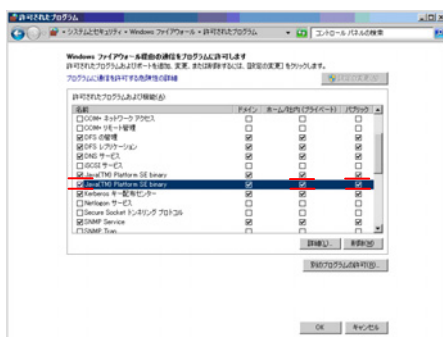 許可されたプログラム
システムとセキュリティ • Windows ファイアウォール • 許可されたプログラム
コントロール パネルの検索
Windows ファイアウォール経由の通信をプログラムに許可します
許可されたプログラムおよびポートを追加、変更、または削除するには、[設定の変更] をクリックします。
プログラムに通信を許可する危険性の詳細
設定の変更(N)
許可されたプログラムおよび機能(A)
名前 ドメイン ホーム/社内 (プライベート) パブリック
COM+ ネットワーク アクセス
COM+ リモート管理
DFS の管理
DFS レプリケーション
DNS サービス
iSCSI サービス
Java(TM) Platform SE binary
Java(TM) Platform SE binary
Kerberos キー配布センター
Netlogon サービス
Secure Socket トンネリング プロトコル
SNMP Service
SNMP Trap
詳細(L)...
削除(M)
別のプログラムの許可(R)...
OK
キャンセル